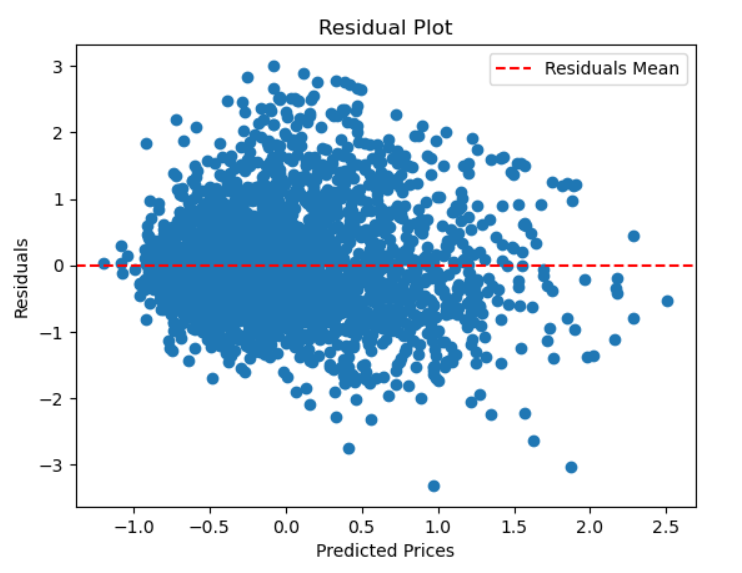 Residual Plot
Residuals Mean
3
2
1
0
−1
−2
−3
Residuals
−1.0 −0.5 0.0 0.5 1.0 1.5 2.0 2.5
Predicted Prices